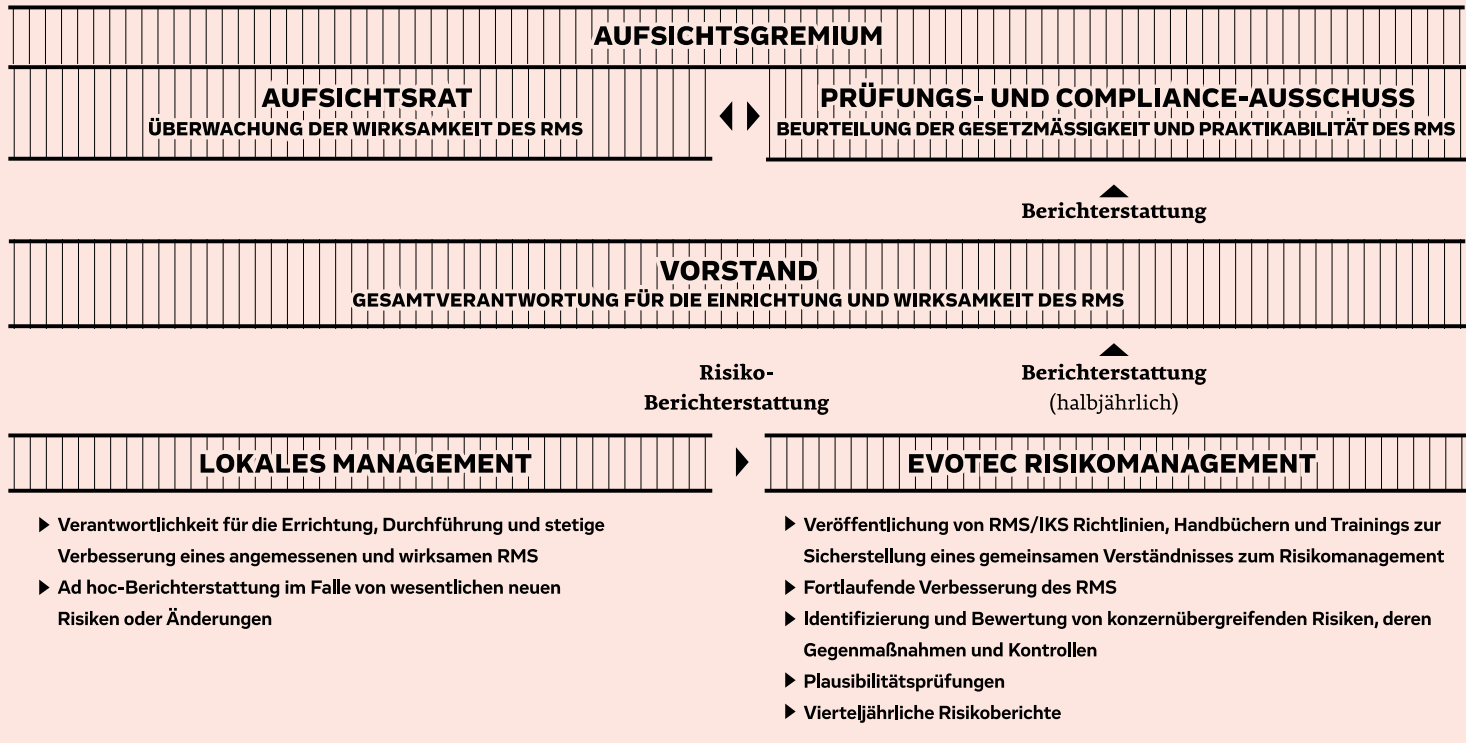 AUFSICHTSGREMIUM
AUFSICHTSRAT
ÜBERWACHUNG DER WIRKSAMKEIT DES RMS
PRÜFUNGS- UND COMPLIANCE-AUSSCHUSS
BEURTEILUNG DER GESETZMÄSSIGKEIT UND PRAKTIKABILITÄT DES RMS
Berichterstattung
VORSTAND
GESAMTVERANTWORTUNG FÜR DIE EINRICHTUNG UND WIRKSAMKEIT DES RMS
Risiko-
Berichterstattung
Berichterstattung
(halbjährlich)
LOKALES MANAGEMENT
Verantwortlichkeit für die Errichtung, Durchführung und stetige
Verbesserung eines angemessenen und wirksamen RMS
Ad hoc-Berichterstattung im Falle von wesentlichen neuen
Risiken oder Änderungen
EVOTEC RISIKOMANAGEMENT
Veröffentlichung von RMS/IKS Richtlinien, Handbüchern und Trainings zur
Sicherstellung eines gemeinsamen Verständnisses zum Risikomanagement
Fortlaufende Verbesserung des RMS
Identifizierung und Bewertung von konzernübergreifenden Risiken, deren
Gegenmaßnahmen und Kontrollen
Plausibilitätsprüfungen
Vierteljährliche Risikoberichte